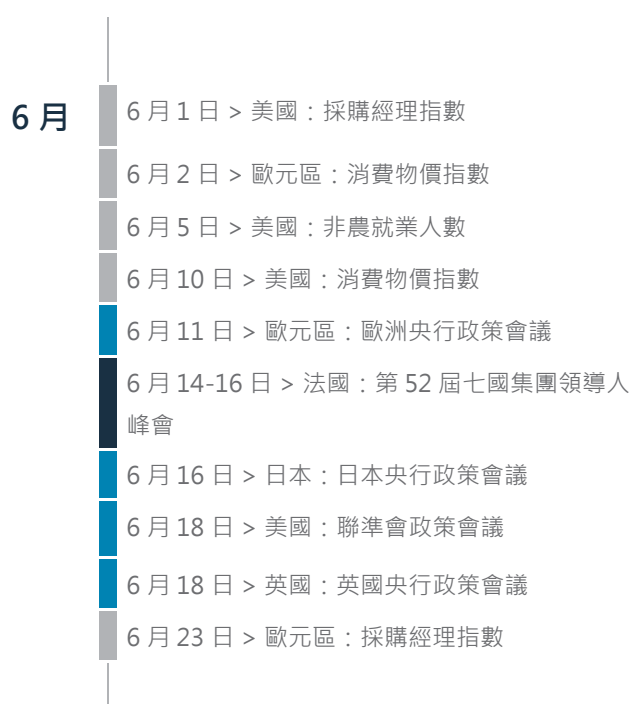 6 月
6 月 1 日 > 美國：採購經理指數
6 月 2 日 > 歐元區：消費物價指數
6 月 5 日 > 美國：非農就業人數
6 月 10 日 > 美國：消費物價指數
6 月 11 日 > 歐元區：歐洲央行政策會議
6 月 14-16 日 > 法國：第 52 屆七國集團領導人
峰會
6 月 16 日 > 日本：日本央行政策會議
6 月 18 日 > 美國：聯準會政策會議
6 月 18 日 > 英國：英國央行政策會議
6 月 23 日 > 歐元區：採購經理指數